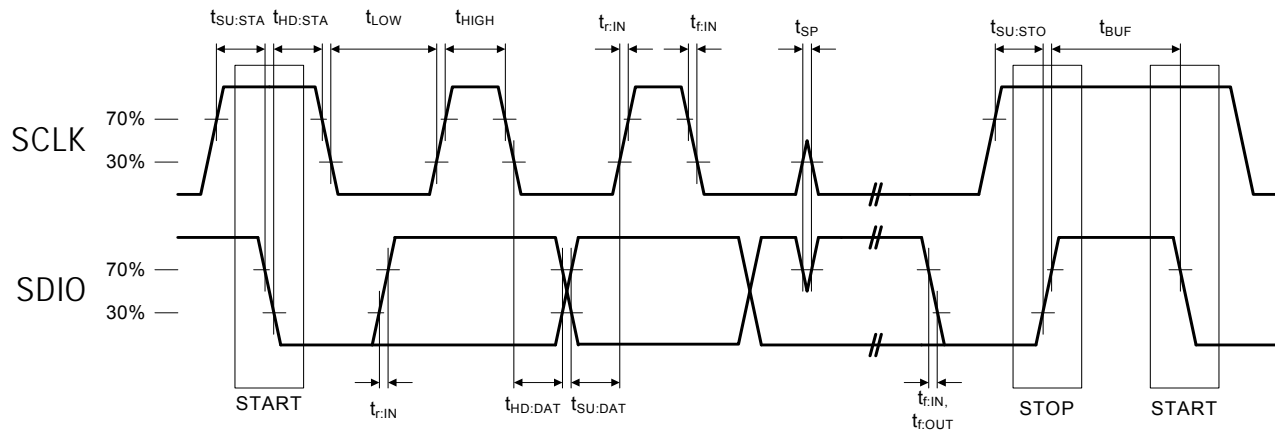 tSU:STA tHD:STA tLOW tHIGH tr:IN tf:IN tSP tSU:STO tBUF
SCLK
70%
30%
SDIO
70%
30%
START
tr:IN
tHD:DAT tSU:DAT
tf:IN,
tf:OUT
STOP
START